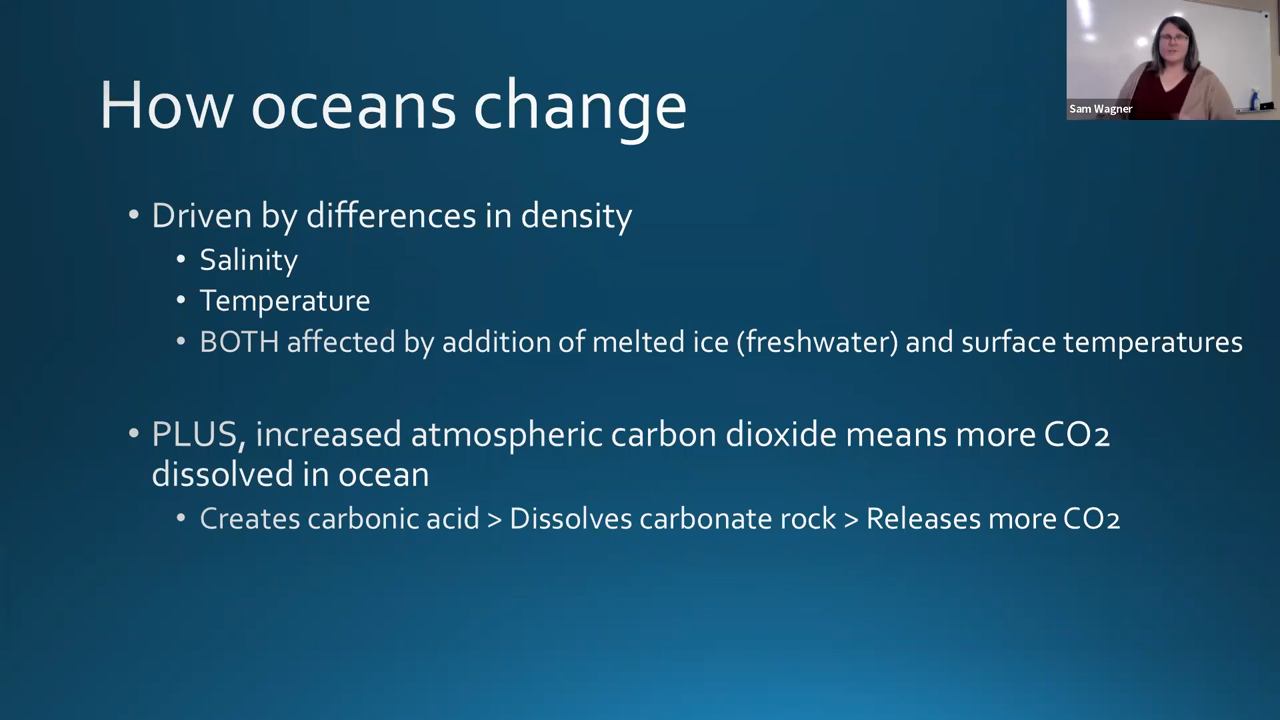 How oceans change
Sam Wagner
• Driven by differences in density
• Salinity
• Temperature
• BOTH affected by addition of melted ice (freshwater) and surface temperatures
• PLUS, increased atmospheric carbon dioxide means more CO2
dissolved in ocean
• Creates carbonic acid > Dissolves carbonate rock > Releases more CO2